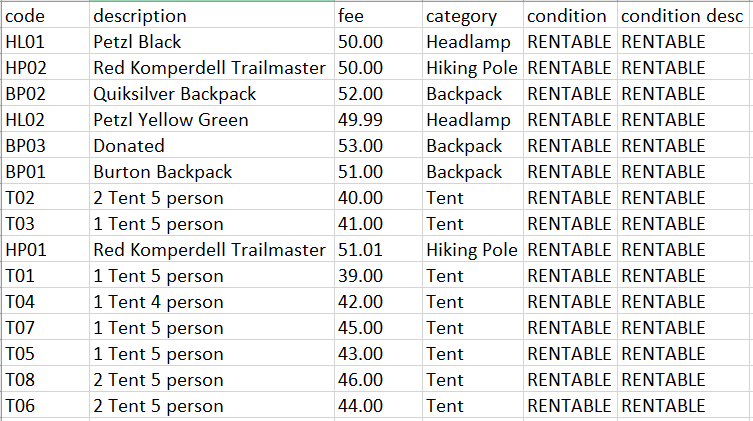 code description fee category condition condition desc
HL01 Petzl Black 50.00 Headlamp RENTABLE RENTABLE
HP02 Red Komperdell Trailmaster 50.00 Hiking Pole RENTABLE RENTABLE
BP02 Quiksilver Backpack 52.00 Backpack RENTABLE RENTABLE
HL02 Petzl Yellow Green 49.99 Headlamp RENTABLE RENTABLE
BP03 Donated 53.00 Backpack RENTABLE RENTABLE
BP01 Burton Backpack 51.00 Backpack RENTABLE RENTABLE
T02 2 Tent 5 person 40.00 Tent RENTABLE RENTABLE
T03 1 Tent 5 person 41.00 Tent RENTABLE RENTABLE
HP01 Red Komperdell Trailmaster 51.01 Hiking Pole RENTABLE RENTABLE
T01 1 Tent 5 person 39.00 Tent RENTABLE RENTABLE
T04 1 Tent 4 person 42.00 Tent RENTABLE RENTABLE
T07 1 Tent 5 person 45.00 Tent RENTABLE RENTABLE
T05 1 Tent 5 person 43.00 Tent RENTABLE RENTABLE
T08 2 Tent 5 person 46.00 Tent RENTABLE RENTABLE
T06 2 Tent 5 person 44.00 Tent RENTABLE RENTABLE